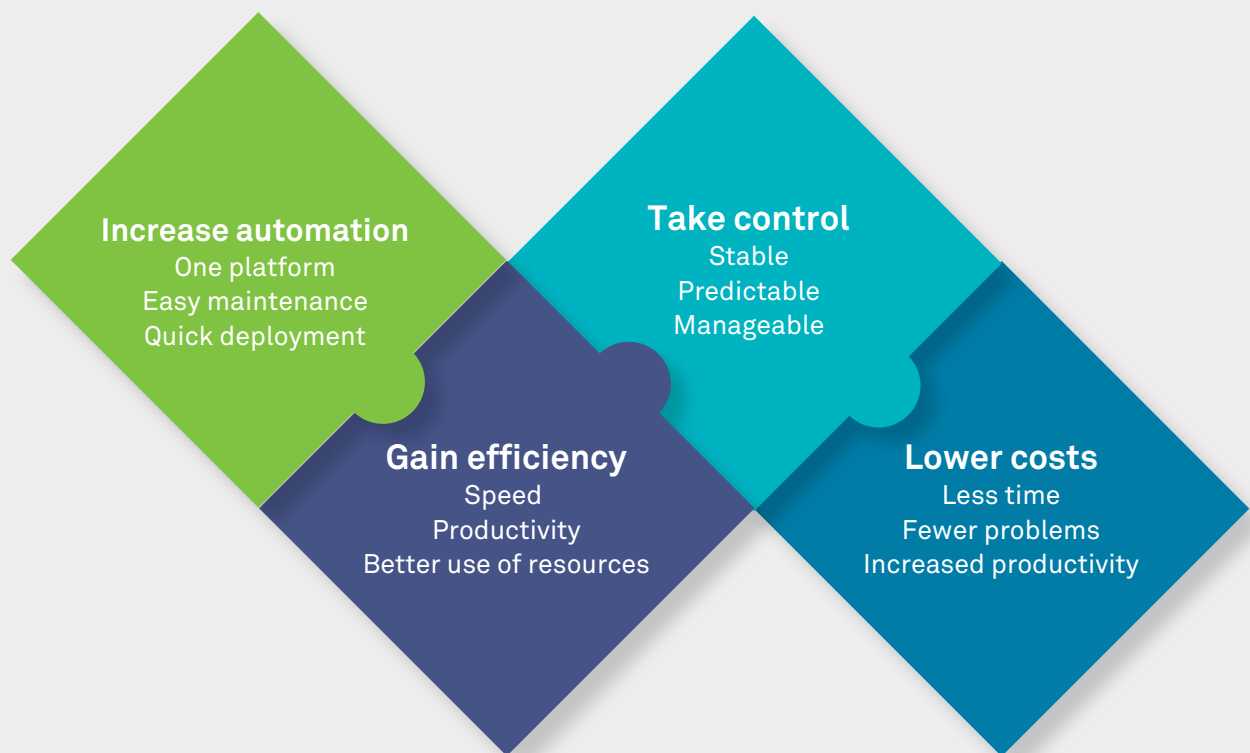 Increase automation
One platform
Easy maintenance
Quick deployment
Gain efficiency
Speed
Productivity
Better use of resources
Take control
Stable
Predictable
Manageable
Lower costs
Less time
Fewer problems
Increased productivity